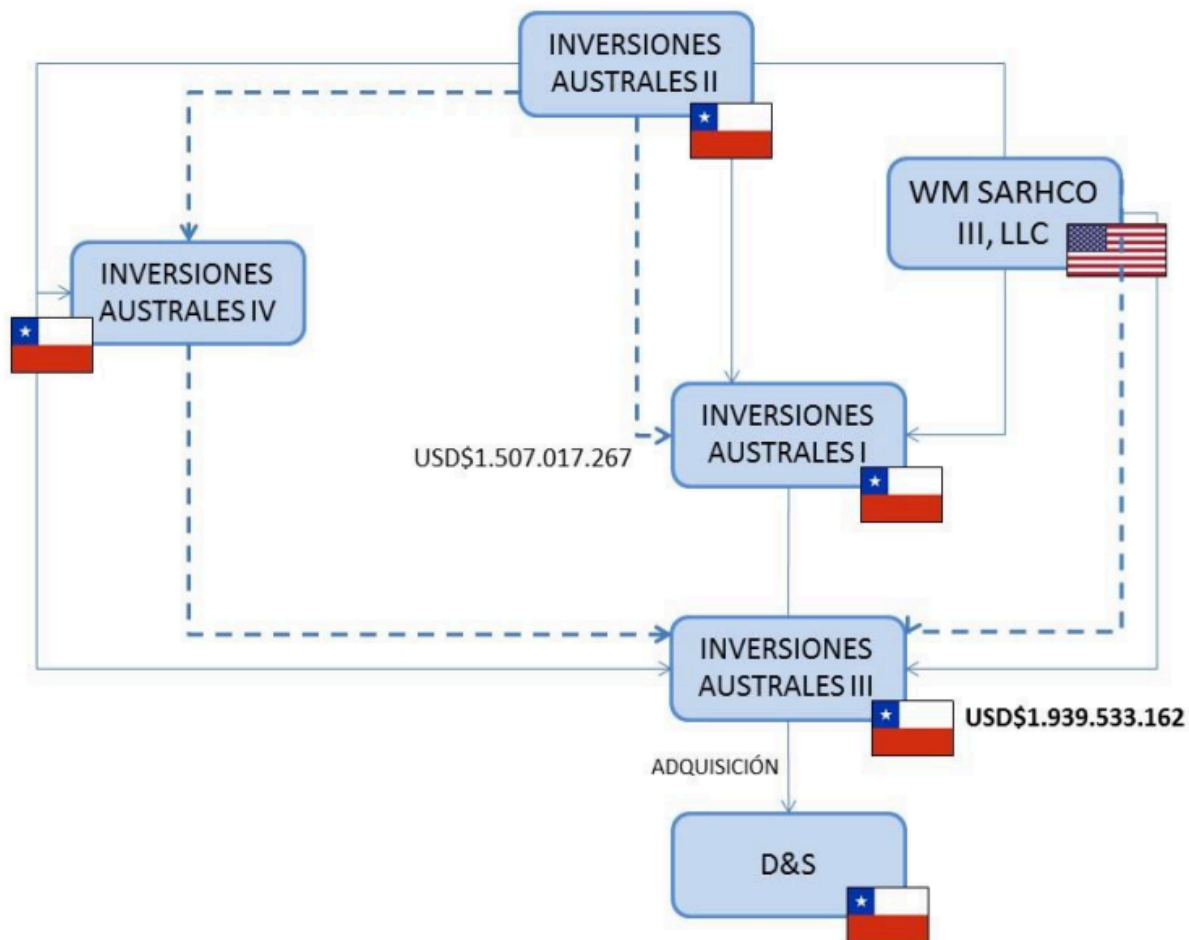 INVERSIONES
AUSTRALES II
WM SARHCO
III, LLC
INVERSIONES
AUSTRALES IV
INVERSIONES
AUSTRALES I
USD$1.507.017.267
INVERSIONES
AUSTRALES III
USD$1.939.533.162
ADQUISICIÓN
D&S